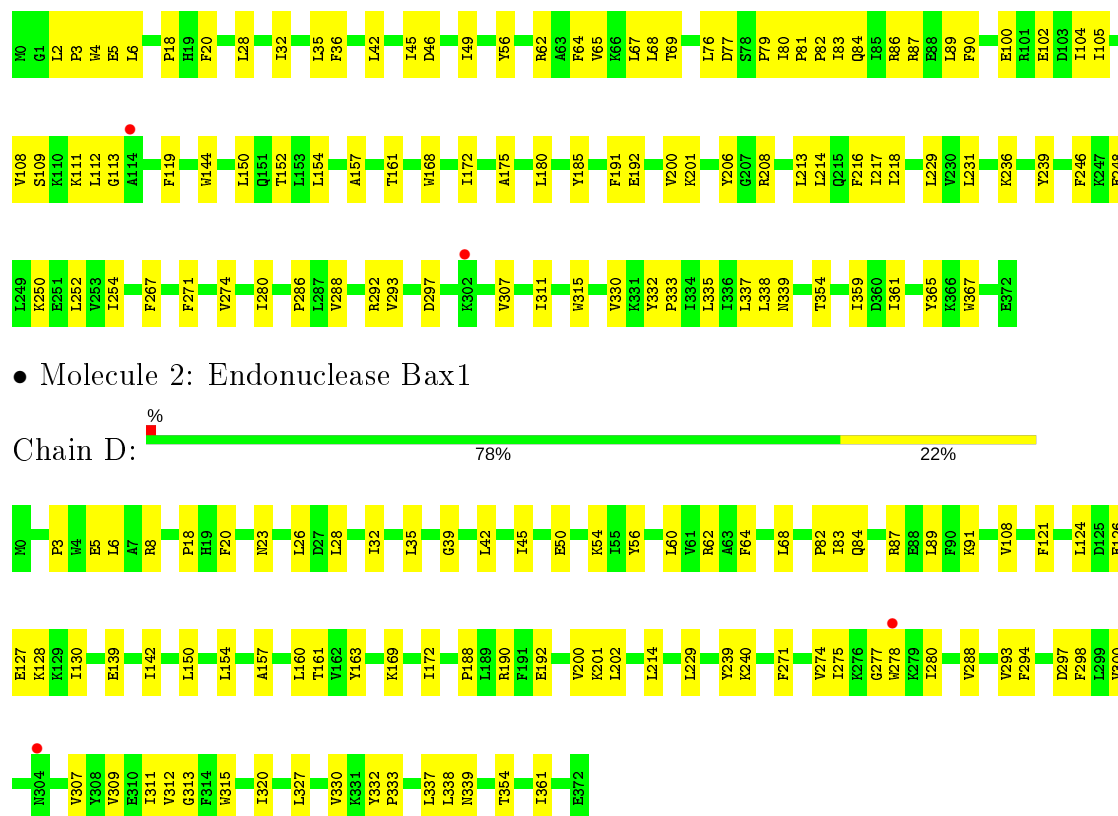 M0 G1 L2 P3 W4 E5 L6 P18 H19 F20 L28 I32 L35 F36 L42 I45 D46 I49 Y56 R62 A63 F64 V65 K66 L67 L68 T69 L76 D77 S78 P79 I80 P81 P82 I83 Q84 I85 R86 R87 E88 L89 F90 E100 R101 E102 D103 I104 I105
V108 S109 K110 K111 L112 G113 A114 F119 W144 L150 Q151 T152 L153 L154 A157 T161 W168 I172 A175 L180 Y185 F191 E192 V200 K201 Y206 G207 R208 L213 L214 Q215 F216 I217 I218 L229 V230 L231 K236 Y239 F246 K247
L249 K250 E251 L252 V253 I254 F267 F271 V274 I280 P286 L287 V288 R292 V293 D297 K302 V307 I311 W315 V330 K331 Y332 P333 I334 L335 I336 L337 L338 N339 T354 I359 D360 I361 Y365 K366 W367 E372
• Molecule 2: Endonuclease Bax1
%
Chain D:
78% 22%
M0 P3 W4 E5 L6 A7 R8 P18 H19 F20 N23 L26 D27 L28 I32 L35 G39 L42 I45 E50 K54 I55 Y56 L60 V61 R62 A63 F64 L68 P82 I83 Q84 R87 E88 L89 F90 K91 V108 F121 L124 D125
E127 K128 K129 I130 E139 I142 L150 L154 A157 L160 T161 V162 Y163 K169 I172 P188 L189 R190 F191 E192 V200 K201 L202 L214 L229 Y239 K240 F271 V274 I275 K276 G277 W278 K279 I280 V288 V293 F294 D297 F298 L299
N304 V307 Y308 V309 E310 I311 V312 G313 F314 W315 I320 L327 V330 K331 Y332 P333 L337 L338 N339 T354 I361 E372